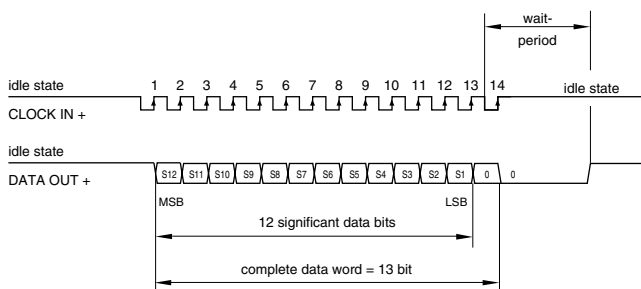 wait-
period
1 2 3 4 5 6 7 8 9 10 11 12 13 14
idle state
idle state
CLOCK IN +
idle state
DATA OUT +
S12 S11 S10 S9 S8 S7 S6 S5 S4 S3 S2 S1 0 0
MSB
LSB
12 significant data bits
complete data word = 13 bit